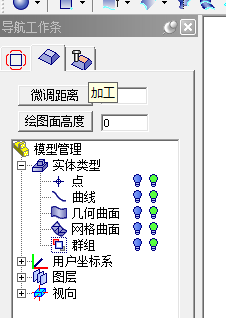 导航工作条
微调距离
加工
绘图面高度 0
模型管理
实体类型
点
曲线
几何曲面
网格曲面
群组
用户坐标系
图层
视向